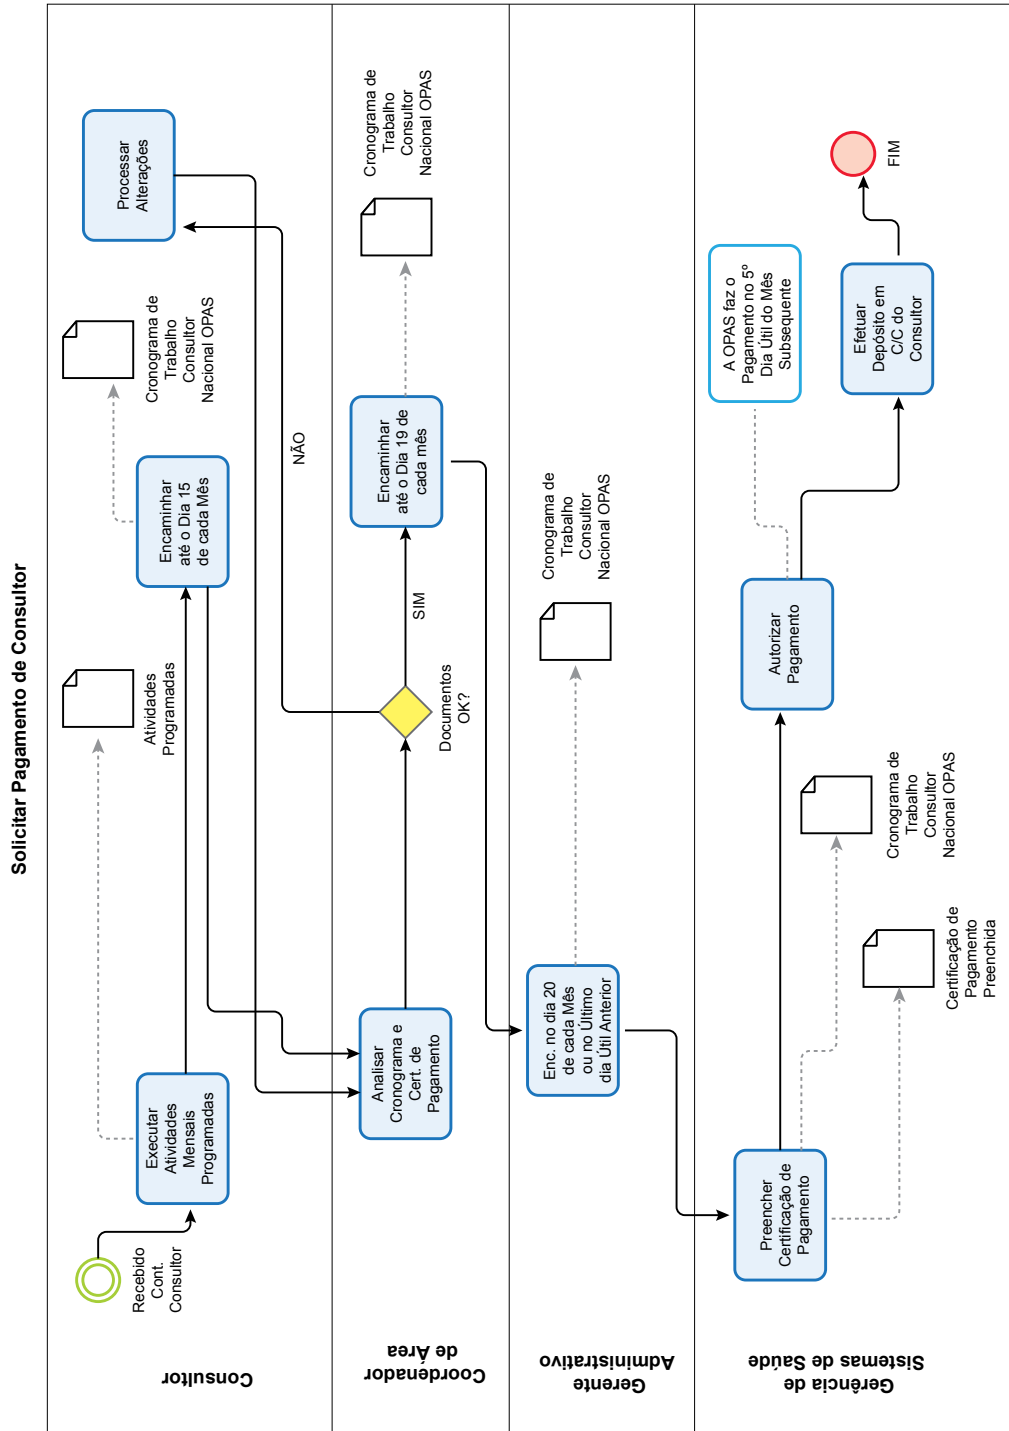 Solicitar Pagamento de Consultor
Consultor
Recebido
Cont.
Consultor
Executar
Atividades
Mensais
Programadas
Atividades
Programadas
Encaminhar
até o Dia 15
de cada Mês
Cronograma de
Trabalho
Consultor
Nacional OPAS
Processar
Alterações
NÃO
Coordenador
de Área
Analisar
Cronograma e
Cert. de
Pagamento
Documentos
OK?
SIM
Encaminhar
até o Dia 19 de
cada mês
Cronograma de
Trabalho
Consultor
Nacional OPAS
Gerente
Administrativo
Enc. no dia 20
de cada Mês
ou no Último
dia Útil Anterior
Cronograma de
Trabalho
Consultor
Nacional OPAS
Gerência de
Sistemas de Saúde
Preencher
Certificação de
Pagamento
Certificação de
Pagamento
Preenchida
Cronograma de
Trabalho
Consultor
Nacional OPAS
Autorizar
Pagamento
A OPAS faz o
Pagamento no 5º
Dia Útil do Mês
Subsequente
Efetuar
Depósito em
C/C do
Consultor
FIM